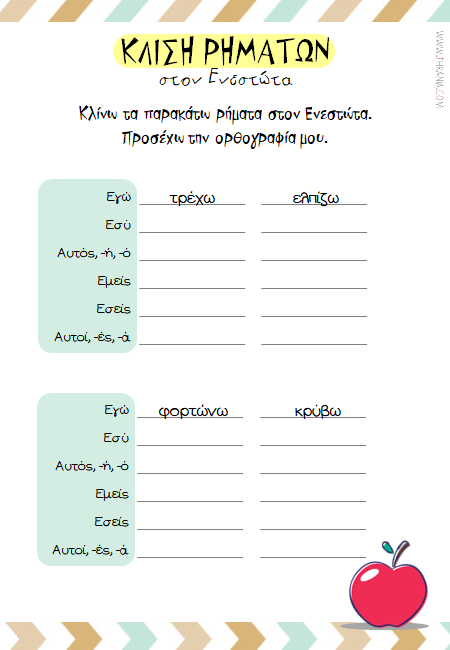 ΚΛΙΣΗ ΡΗΜΑΤΩΝ
στον Ενεστώτα
WWW.THRANIA.COM
Κλίνω τα παρακάτω ρήματα στον Ενεστώτα.
Προσέχω την ορθογραφία μου.
Εγώ τρέχω ελπίζω
Εσύ
Αυτός, -ή, -ό
Εμείς
Εσείς
Αυτοί, -ές, -ά
Εγώ φορτώνω κρύβω
Εσύ
Αυτός, -ή, -ό
Εμείς
Εσείς
Αυτοί, -ές, -ά